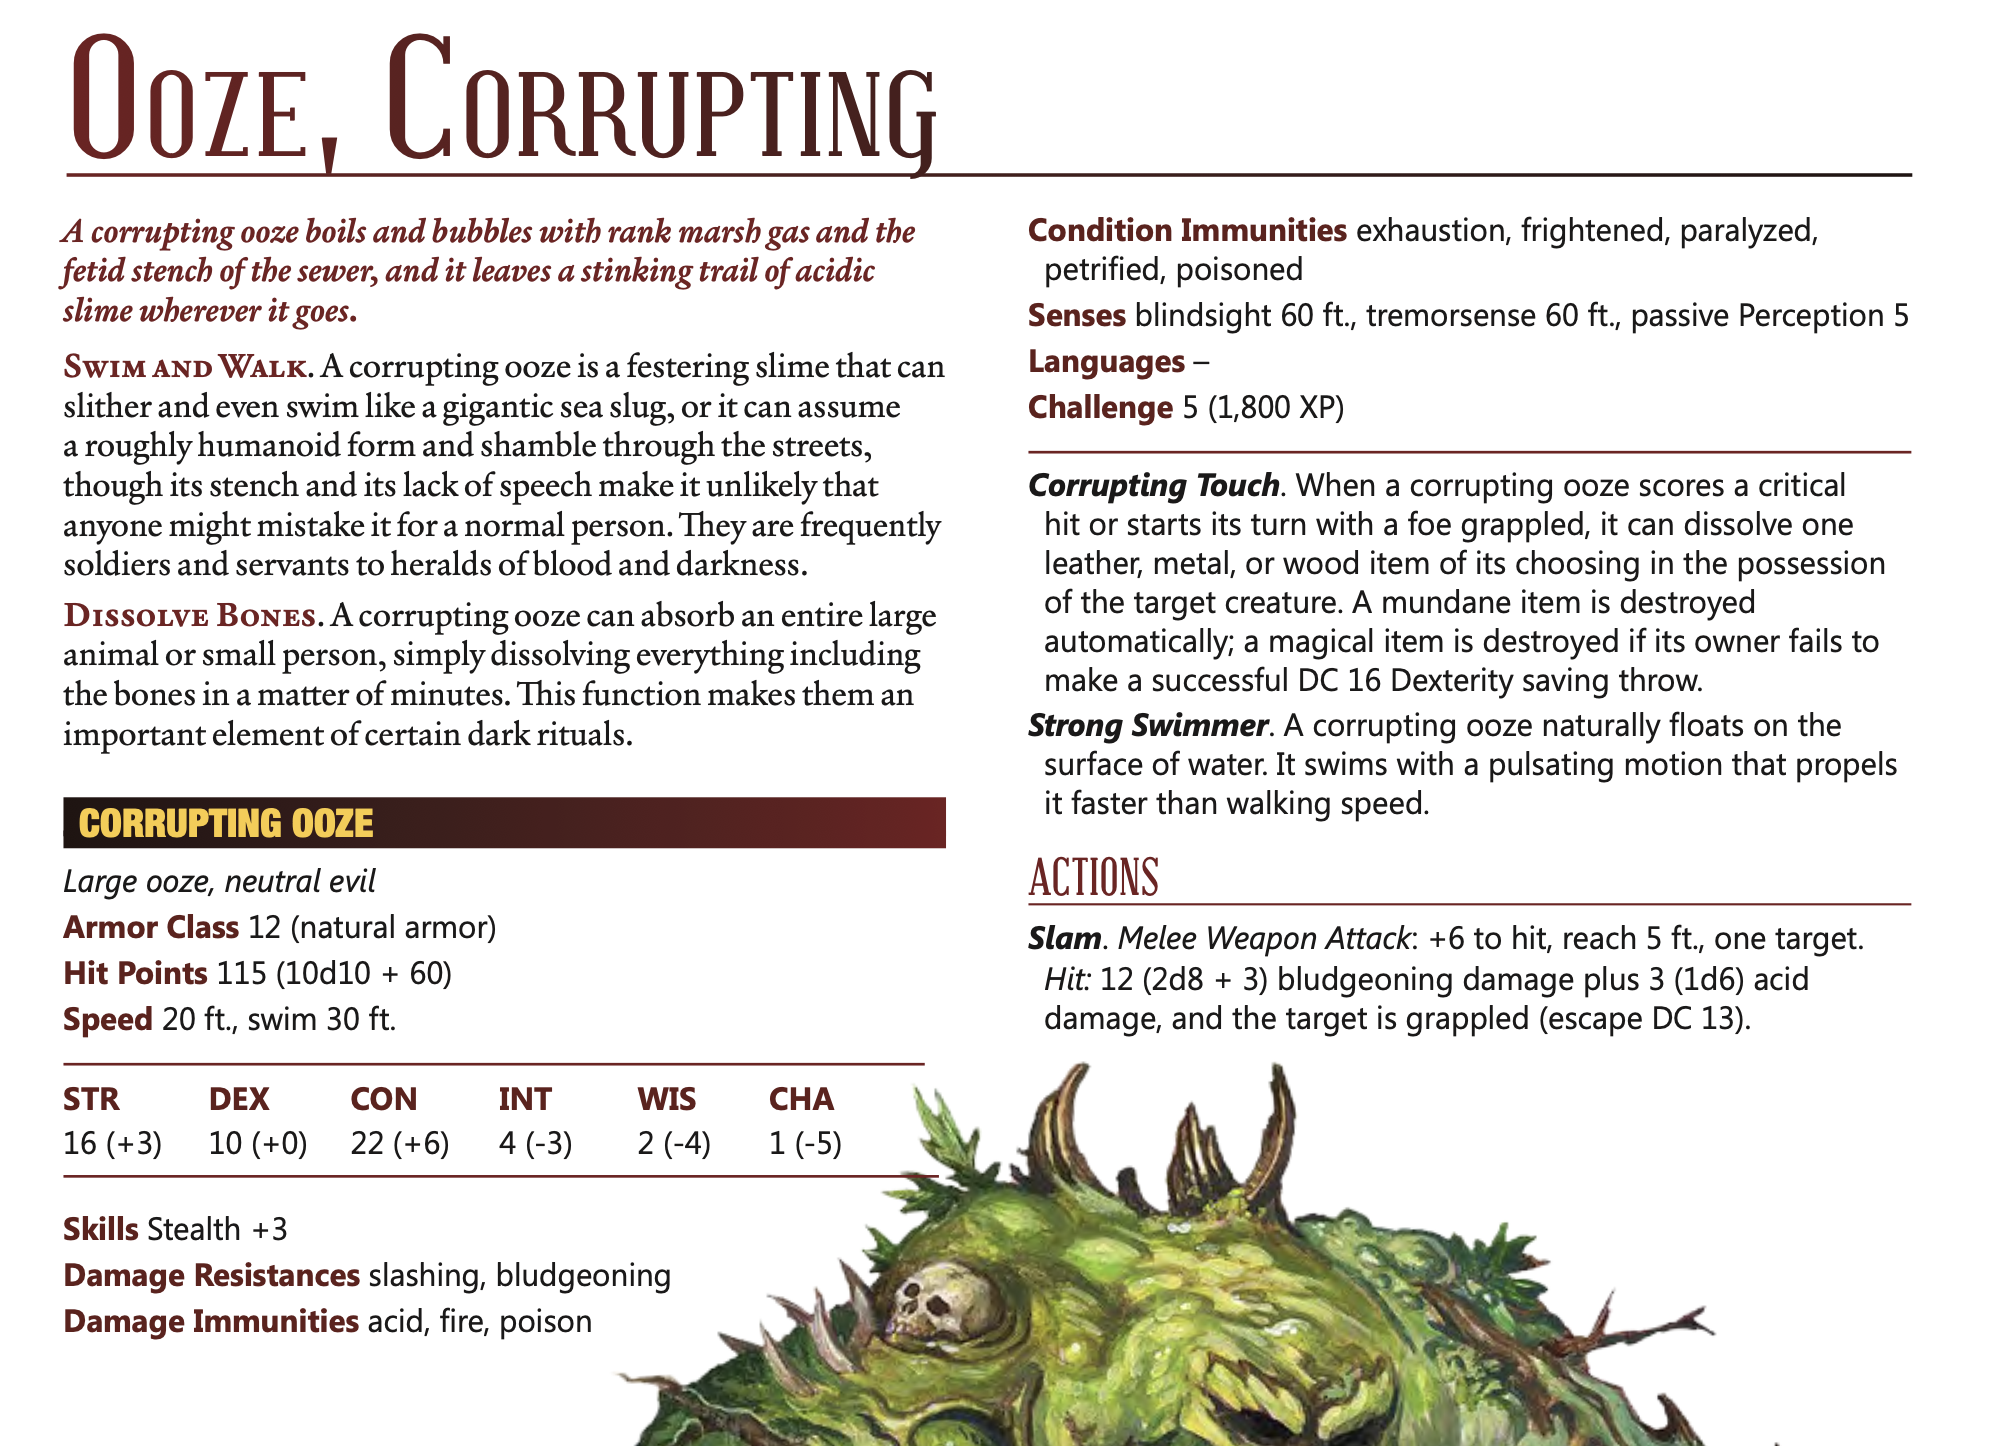 Ooze, Corrupting
A corrupting ooze boils and bubbles with rank marsh gas and the
fetid stench of the sewer, and it leaves a stinking trail of acidic
slime wherever it goes.
Swim and Walk. A corrupting ooze is a festering slime that can
slither and even swim like a gigantic sea slug, or it can assume
a roughly humanoid form and shamble through the streets,
though its stench and its lack of speech make it unlikely that
anyone might mistake it for a normal person. They are frequently
soldiers and servants to heralds of blood and darkness.
Dissolve Bones. A corrupting ooze can absorb an entire large
animal or small person, simply dissolving everything including
the bones in a matter of minutes. This function makes them an
important element of certain dark rituals.
CORRUPTING OOZE
Large ooze, neutral evil
Armor Class 12 (natural armor)
Hit Points 115 (10d10 + 60)
Speed 20 ft., swim 30 ft.
STR DEX CON INT WIS CHA
16 (+3) 10 (+0) 22 (+6) 4 (-3) 2 (-4) 1 (-5)
Skills Stealth +3
Damage Resistances slashing, bludgeoning
Damage Immunities acid, fire, poison
Condition Immunities exhaustion, frightened, paralyzed,
petrified, poisoned
Senses blindsight 60 ft., tremorsense 60 ft., passive Perception 5
Languages –
Challenge 5 (1,800 XP)
Corrupting Touch. When a corrupting ooze scores a critical
hit or starts its turn with a foe grappled, it can dissolve one
leather, metal, or wood item of its choosing in the possession
of the target creature. A mundane item is destroyed
automatically; a magical item is destroyed if its owner fails to
make a successful DC 16 Dexterity saving throw.
Strong Swimmer. A corrupting ooze naturally floats on the
surface of water. It swims with a pulsating motion that propels
it faster than walking speed.
ACTIONS
Slam. Melee Weapon Attack: +6 to hit, reach 5 ft., one target.
Hit: 12 (2d8 + 3) bludgeoning damage plus 3 (1d6) acid
damage, and the target is grappled (escape DC 13).